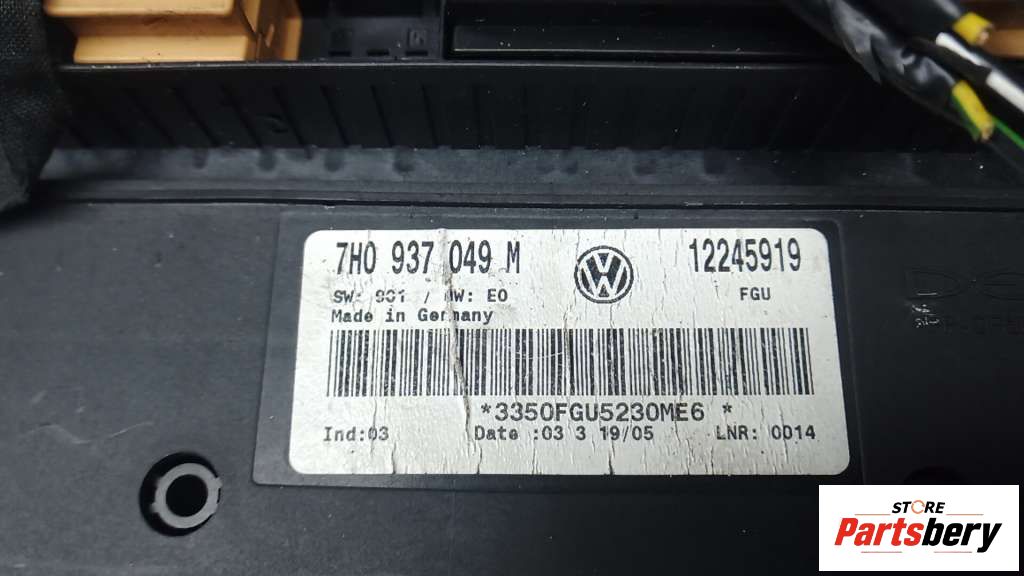 7H0 937 049 M
12245919
SW: 801 / HW: E0
FGU
Made in Germany
*3350FGU5230ME6 *
Ind:03 Date :03 3 19/05 LNR: 0014
STORE
Partsbery